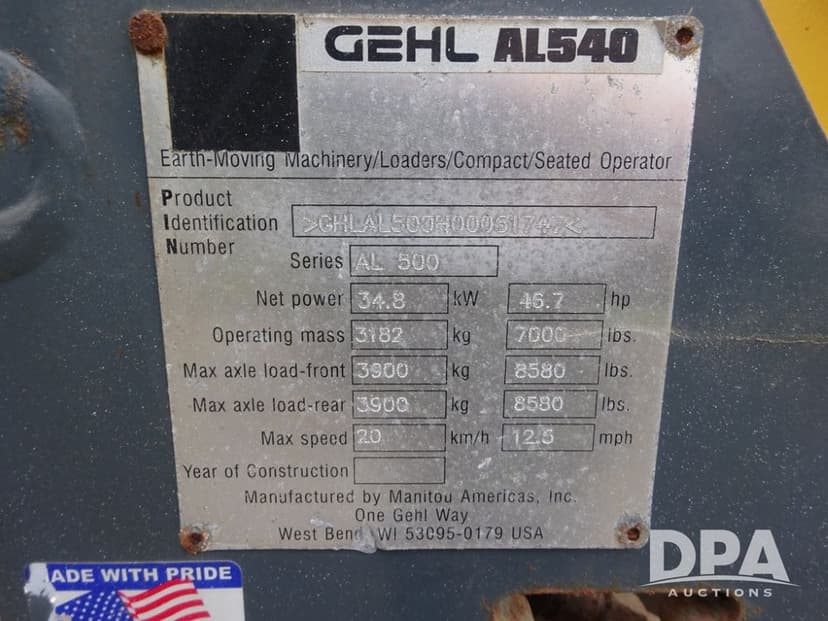 GEHL AL540
Earth-Moving Machinery/Loaders/Compact/Seated Operator
Product
Identification
Number
Series AL 500
Net power 34.8 kW 46.7 hp
Operating mass 3182 kg 7000 lbs.
Max axle load-front 3900 kg 8580 lbs.
Max axle load-rear 3900 kg 8580 lbs.
Max speed 20 km/h 12.5 mph
Year of Construction
Manufactured by Manitou Americas, Inc.
One Gehl Way
West Bend, WI 53095-0179 USA
MADE WITH PRIDE
DPA
AUCTIONS